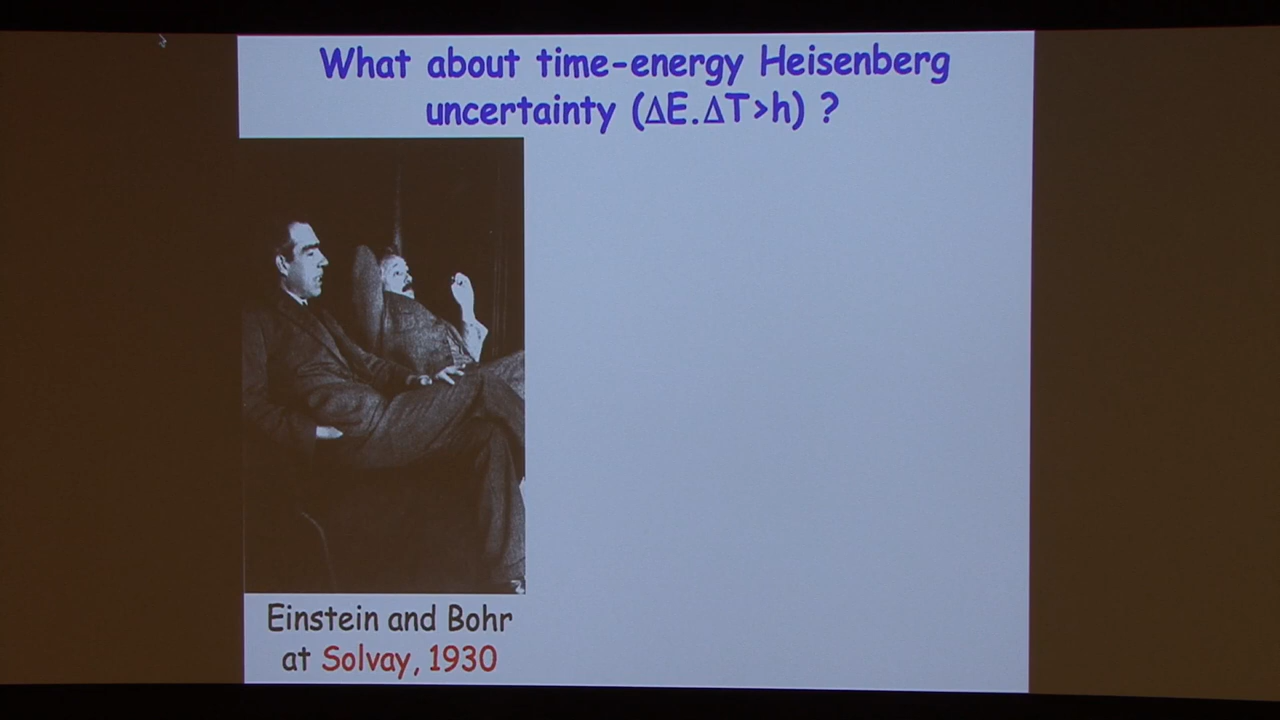 What about time-energy Heisenberg
uncertainty (ΔE.ΔT>h) ?
Einstein and Bohr
at Solvay, 1930